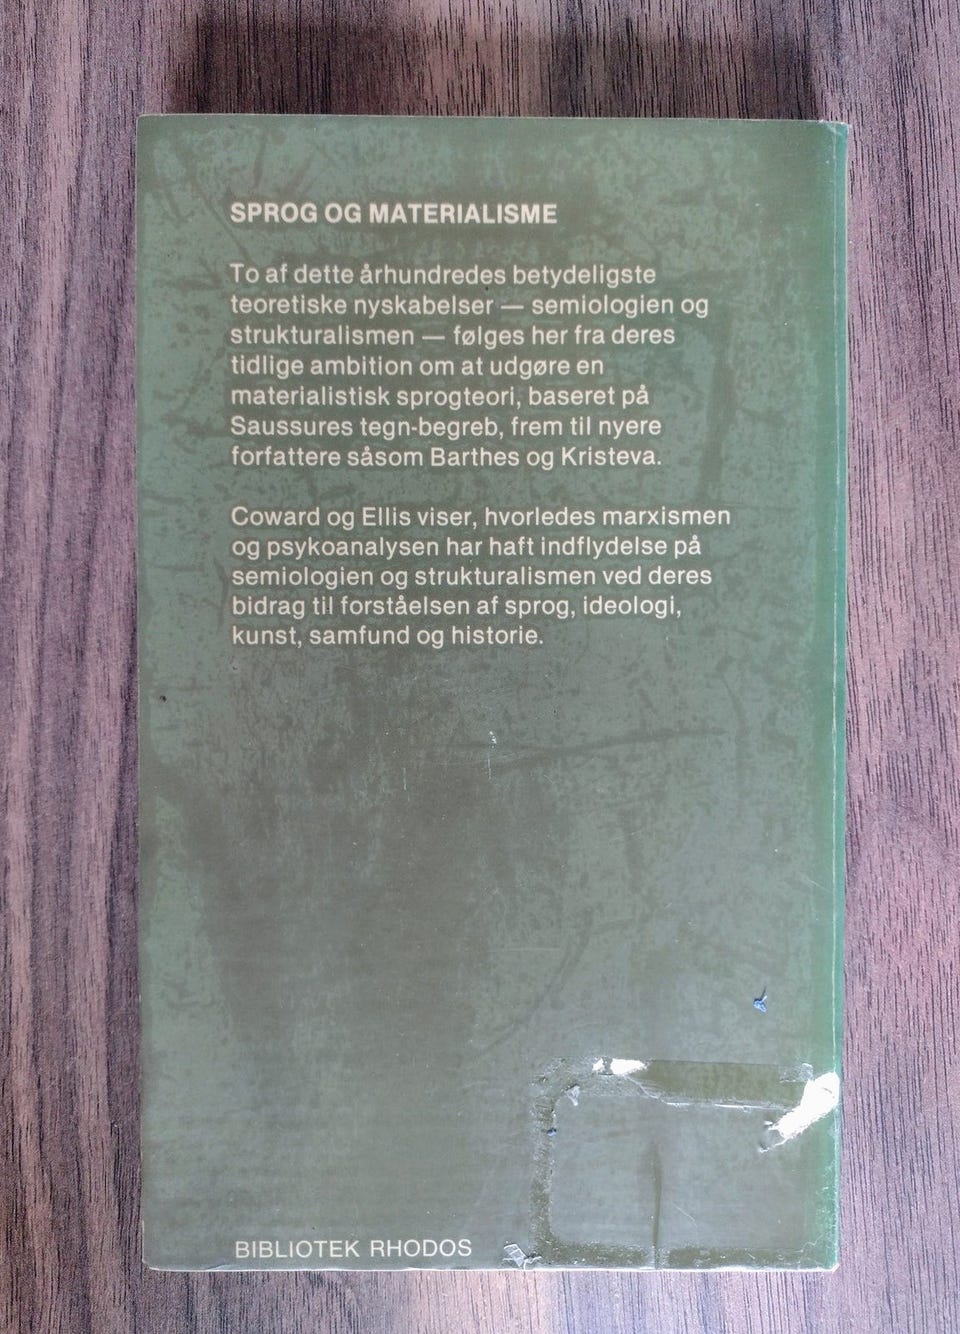 SPROG OG MATERIALISME
To af dette århundredes betydeligste
teoretiske nyskabelser — semiologien og
strukturalismen — følges her fra deres
tidlige ambition om at udgøre en
materialistisk sprogteori, baseret på
Saussures tegn-begreb, frem til nyere
forfattere såsom Barthes og Kristeva.
Coward og Ellis viser, hvorledes marxismen
og psykoanalysen har haft indflydelse på
semiologien og strukturalismen ved deres
bidrag til forståelsen af sprog, ideologi,
kunst, samfund og historie.
BIBLIOTEK RHODOS